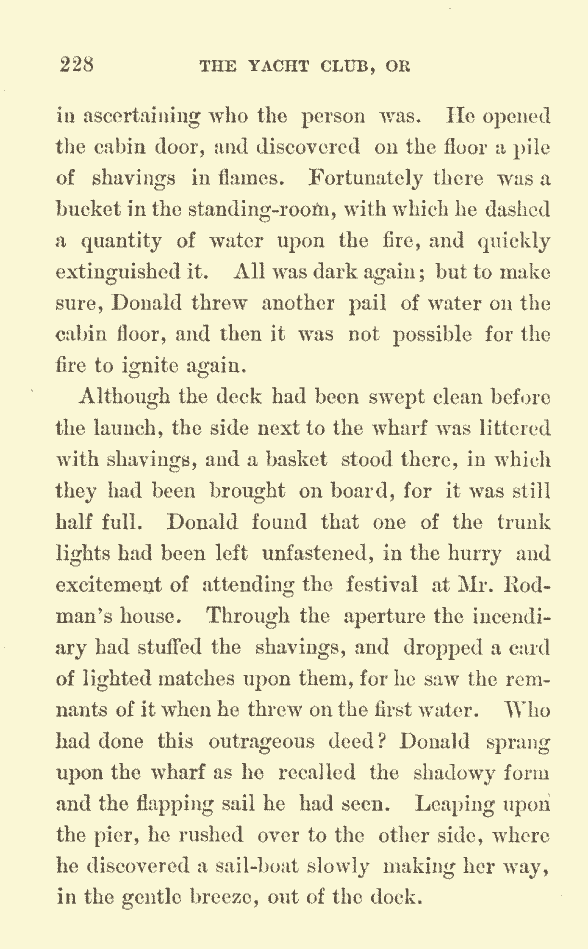 228 THE YACHT CLUB, OR
in ascertaining who the person was. He opened
the cabin door, and discovered on the floor a pile
of shavings in flames. Fortunately there was a
bucket in the standing-room, with which he dashed
a quantity of water upon the fire, and quickly
extinguished it. All was dark again; but to make
sure, Donald threw another pail of water on the
cabin floor, and then it was not possible for the
fire to ignite again.
Although the deck had been swept clean before
the launch, the side next to the wharf was littered
with shavings, and a basket stood there, in which
they had been brought on board, for it was still
half full. Donald found that one of the trunk
lights had been left unfastened, in the hurry and
excitement of attending the festival at Mr. Rod-
man's house. Through the aperture the incendi-
ary had stuffed the shavings, and dropped a card
of lighted matches upon them, for he saw the rem-
nants of it when he threw on the first water. Who
had done this outrageous deed? Donald sprang
upon the wharf as he recalled the shadowy form
and the flapping sail he had seen. Leaping upon
the pier, he rushed over to the other side, where
he discovered a sail-boat slowly making her way,
in the gentle breeze, out of the dock.